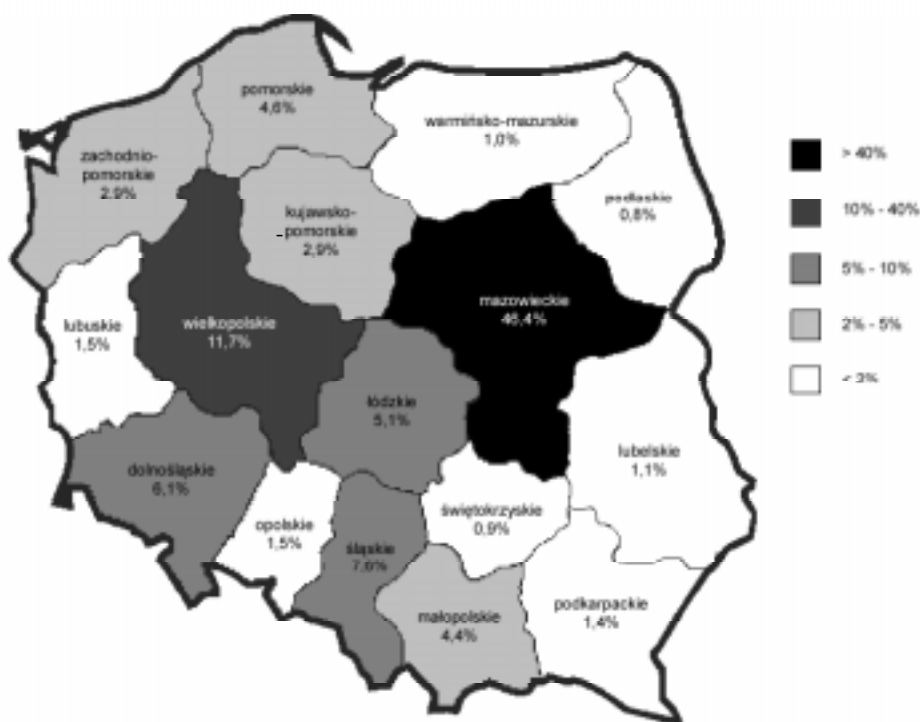 pomorskie
4,6%
warmińsko-mazurskie
1,0%
zachodnio-
pomorskie
2,9%
podlaskie
0,8%
kujawsko-
pomorskie
2,9%
mazowieckie
46,4%
lubuskie
1,5%
wielkopolskie
11,7%
łódzkie
5,1%
lubelskie
1,1%
dolnośląskie
6,1%
opolskie
1,5%
śląskie
7,6%
świętokrzyskie
0,9%
małopolskie
4,4%
podkarpackie
1,4%
> 40%
10% - 40%
5% - 10%
2% - 5%